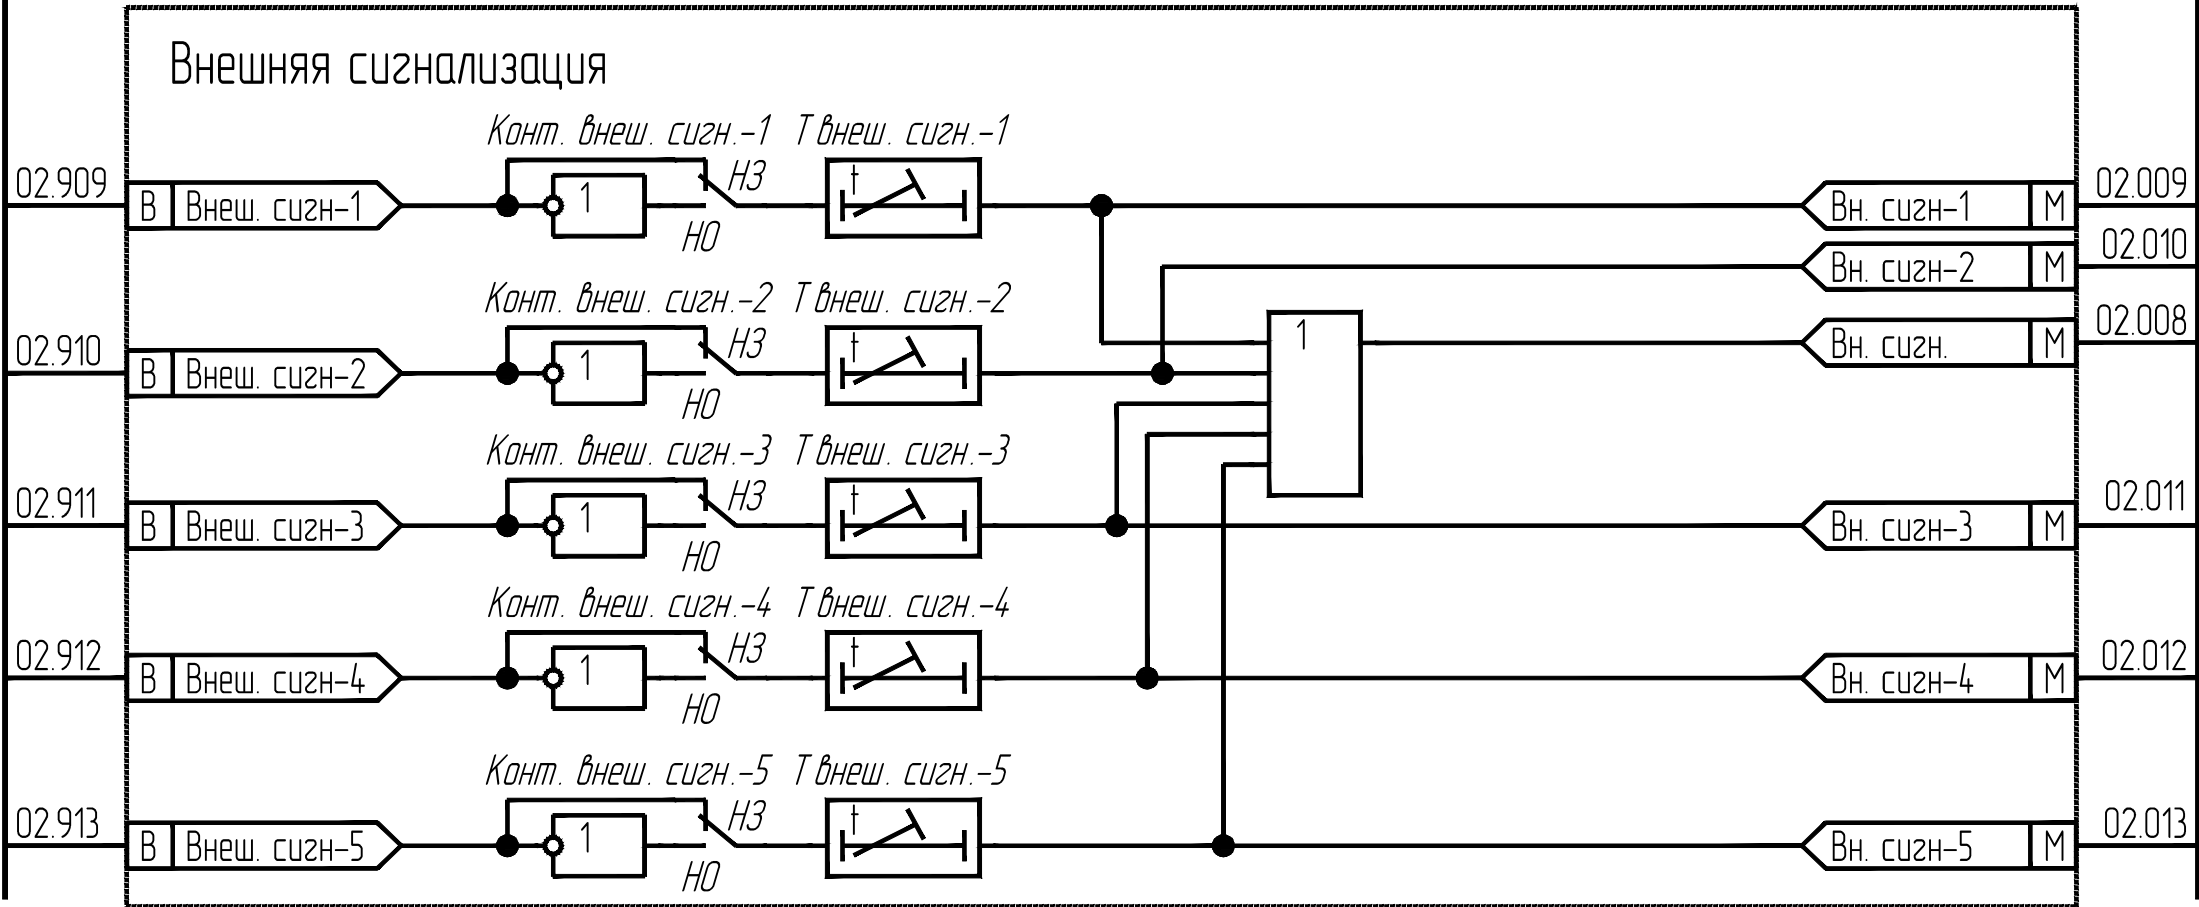 Внешняя сигнализация
Конт. внеш. сигн.-1 Т внеш. сигн.-1
02.909 В Внеш. сигн-1 1 НЗ НО t Вн. сигн-1 М 02.009
Вн. сигн-2 М 02.010
Конт. внеш. сигн.-2 Т внеш. сигн.-2
1 Вн. сигн. М 02.008
02.910 В Внеш. сигн-2 1 НЗ НО t
Конт. внеш. сигн.-3 Т внеш. сигн.-3
02.911 В Внеш. сигн-3 1 НЗ НО t Вн. сигн-3 М 02.011
Конт. внеш. сигн.-4 Т внеш. сигн.-4
02.912 В Внеш. сигн-4 1 НЗ НО t Вн. сигн-4 М 02.012
Конт. внеш. сигн.-5 Т внеш. сигн.-5
02.913 В Внеш. сигн-5 1 НЗ НО t Вн. сигн-5 М 02.013